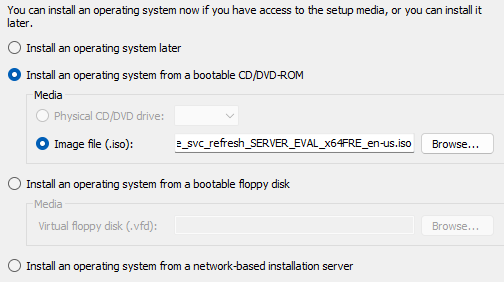 You can install an operating system now if you have access to the setup media, or you can install it
later.
Install an operating system later
Install an operating system from a bootable CD/DVD-ROM
Media
Physical CD/DVD drive:
Image file (.iso): e_svc_refresh_SERVER_EVAL_x64FRE_en-us.iso Browse...
Install an operating system from a bootable floppy disk
Media
Virtual floppy disk (.vfd): Browse...
Install an operating system from a network-based installation server